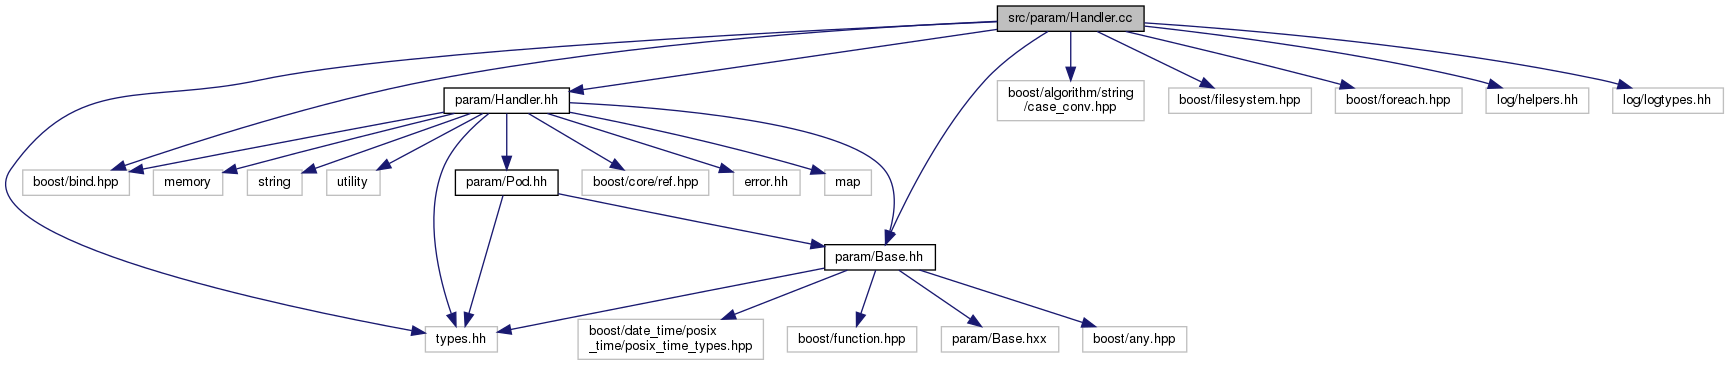 src/param/Handler.cc
param/Handler.hh
boost/algorithm/string
/case_conv.hpp
boost/filesystem.hpp
boost/foreach.hpp
log/helpers.hh
log/logtypes.hh
boost/bind.hpp
memory
string
utility
param/Pod.hh
boost/core/ref.hpp
error.hh
map
param/Base.hh
types.hh
boost/date_time/posix
_time/posix_time_types.hpp
boost/function.hpp
param/Base.hxx
boost/any.hpp